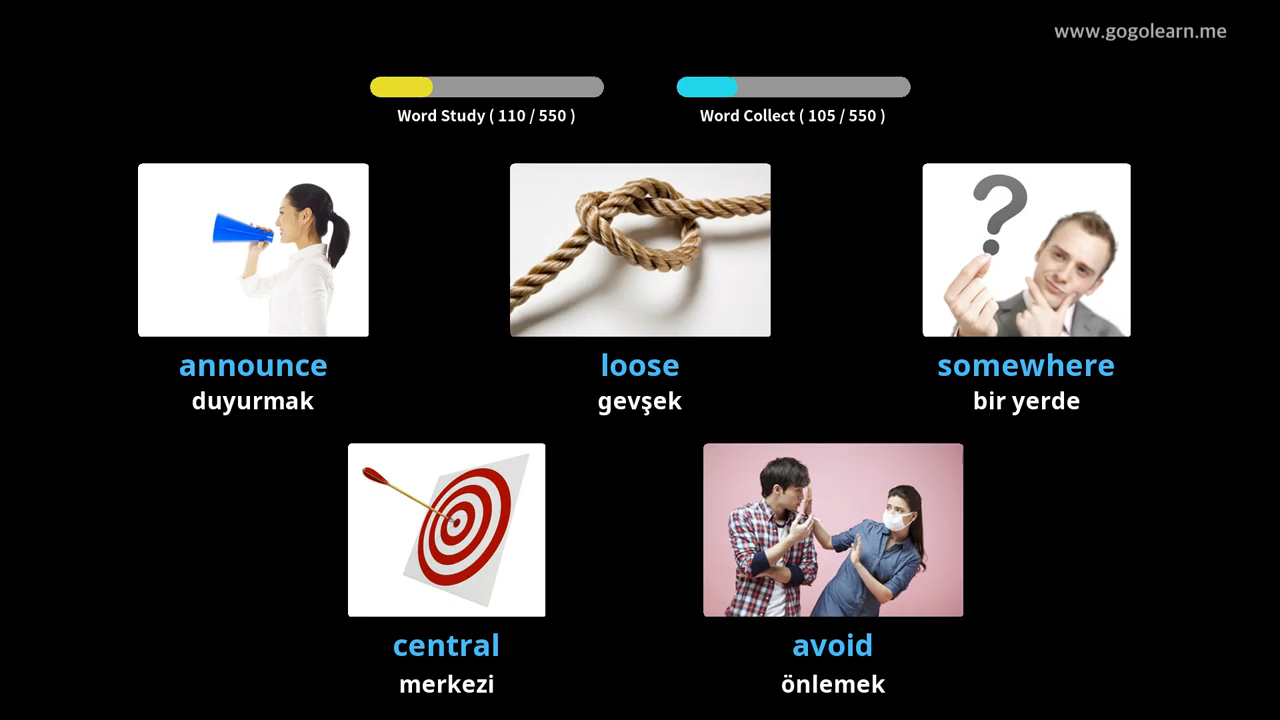 www.gogolearn.me
Word Study ( 110 / 550 )
Word Collect ( 105 / 550 )
announce
duyurmak
loose
gevşek
somewhere
bir yerde
central
merkezi
avoid
önlemek